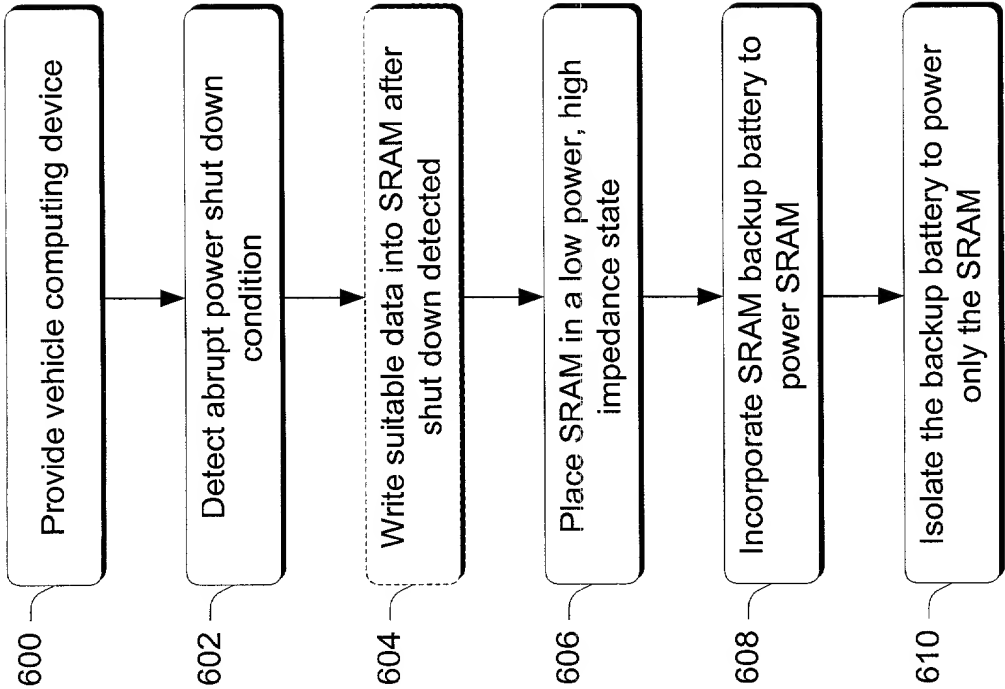 600
Provide vehicle computing device
602
Detect abrupt power shut down
condition
604
Write suitable data into SRAM after
shut down detected
606
Place SRAM in a low power, high
impedance state
608
Incorporate SRAM backup battery to
power SRAM
610
Isolate the backup battery to power
only the SRAM